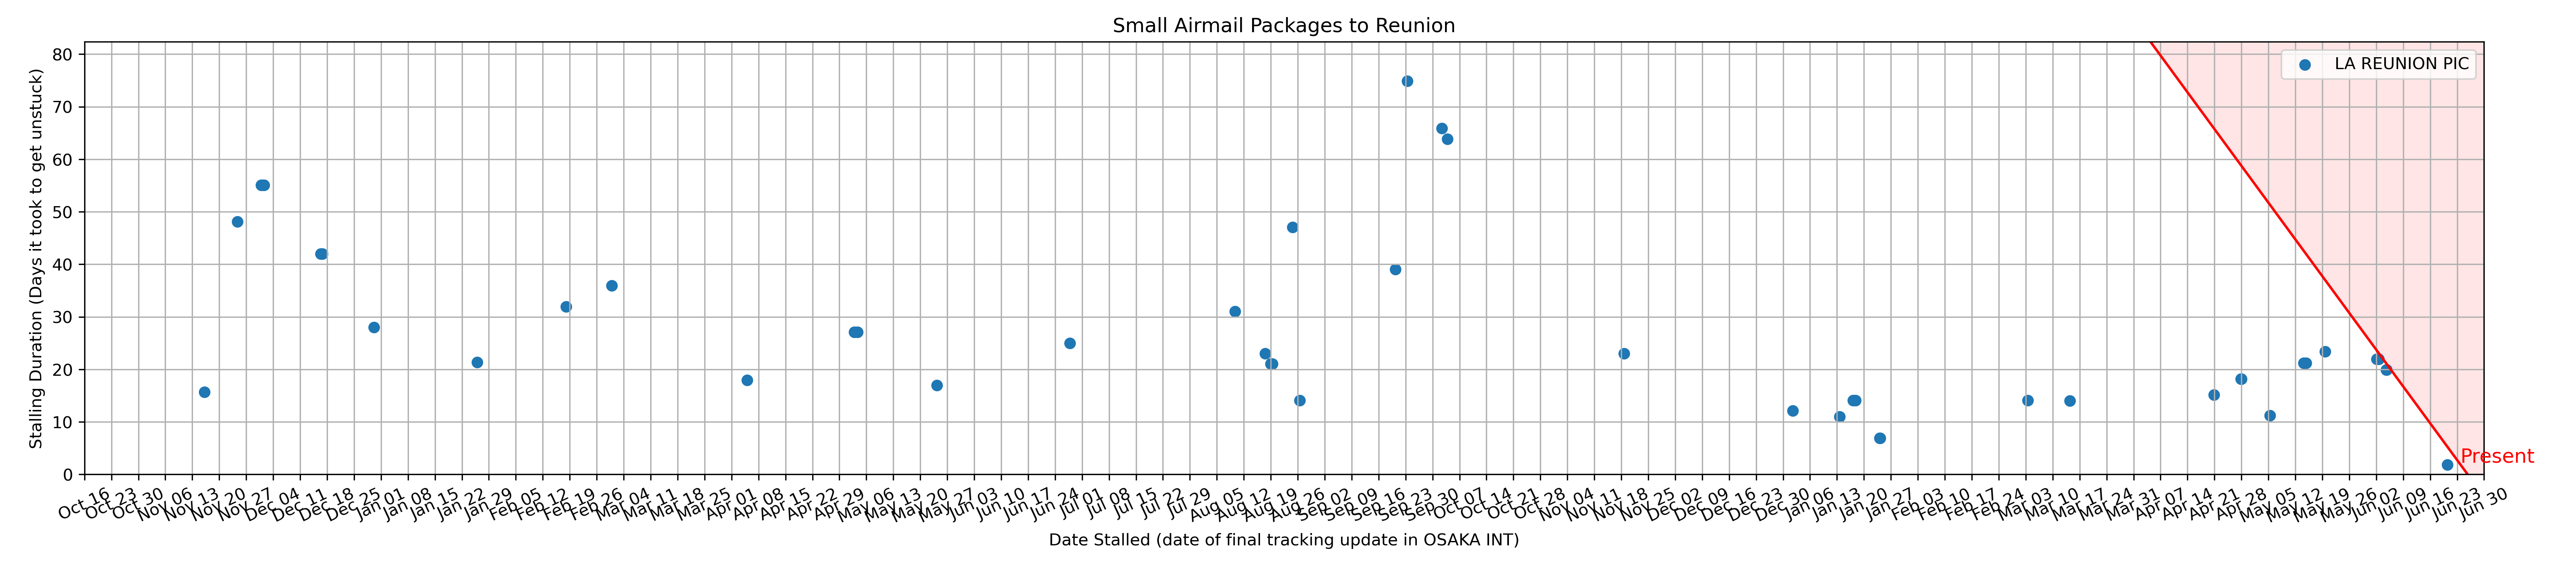 Small Airmail Packages to Reunion
LA REUNION PIC
Stalling Duration (Days it took to get unstuck)
80
70
60
50
40
30
20
10
0
Present
Oct 16 Oct 23 Oct 30 Nov 06 Nov 13 Nov 20 Nov 27 Dec 04 Dec 11 Dec 18 Dec 25 Jan 01 Jan 08 Jan 15 Jan 22 Jan 29 Feb 05 Feb 12 Feb 19 Feb 26 Mar 04 Mar 11 Mar 18 Mar 25 Apr 01 Apr 08 Apr 15 Apr 22 Apr 29 May 06 May 13 May 20 May 27 Jun 03 Jun 10 Jun 17 Jun 24 Jul 01 Jul 08 Jul 15 Jul 22 Jul 29 Aug 05 Aug 12 Aug 19 Aug 26 Sep 02 Sep 09 Sep 16 Sep 23 Sep 30 Oct 07 Oct 14 Oct 21 Oct 28 Nov 04 Nov 11 Nov 18 Nov 25 Dec 02 Dec 09 Dec 16 Dec 23 Dec 30 Jan 06 Jan 13 Jan 20 Jan 27 Feb 03 Feb 10 Feb 17 Feb 24 Mar 03 Mar 10 Mar 17 Mar 24 Mar 31 Apr 07 Apr 14 Apr 21 Apr 28 May 05 May 12 May 19 May 26 Jun 02 Jun 09 Jun 16 Jun 23 Jun 30
Date Stalled (date of final tracking update in OSAKA INT)